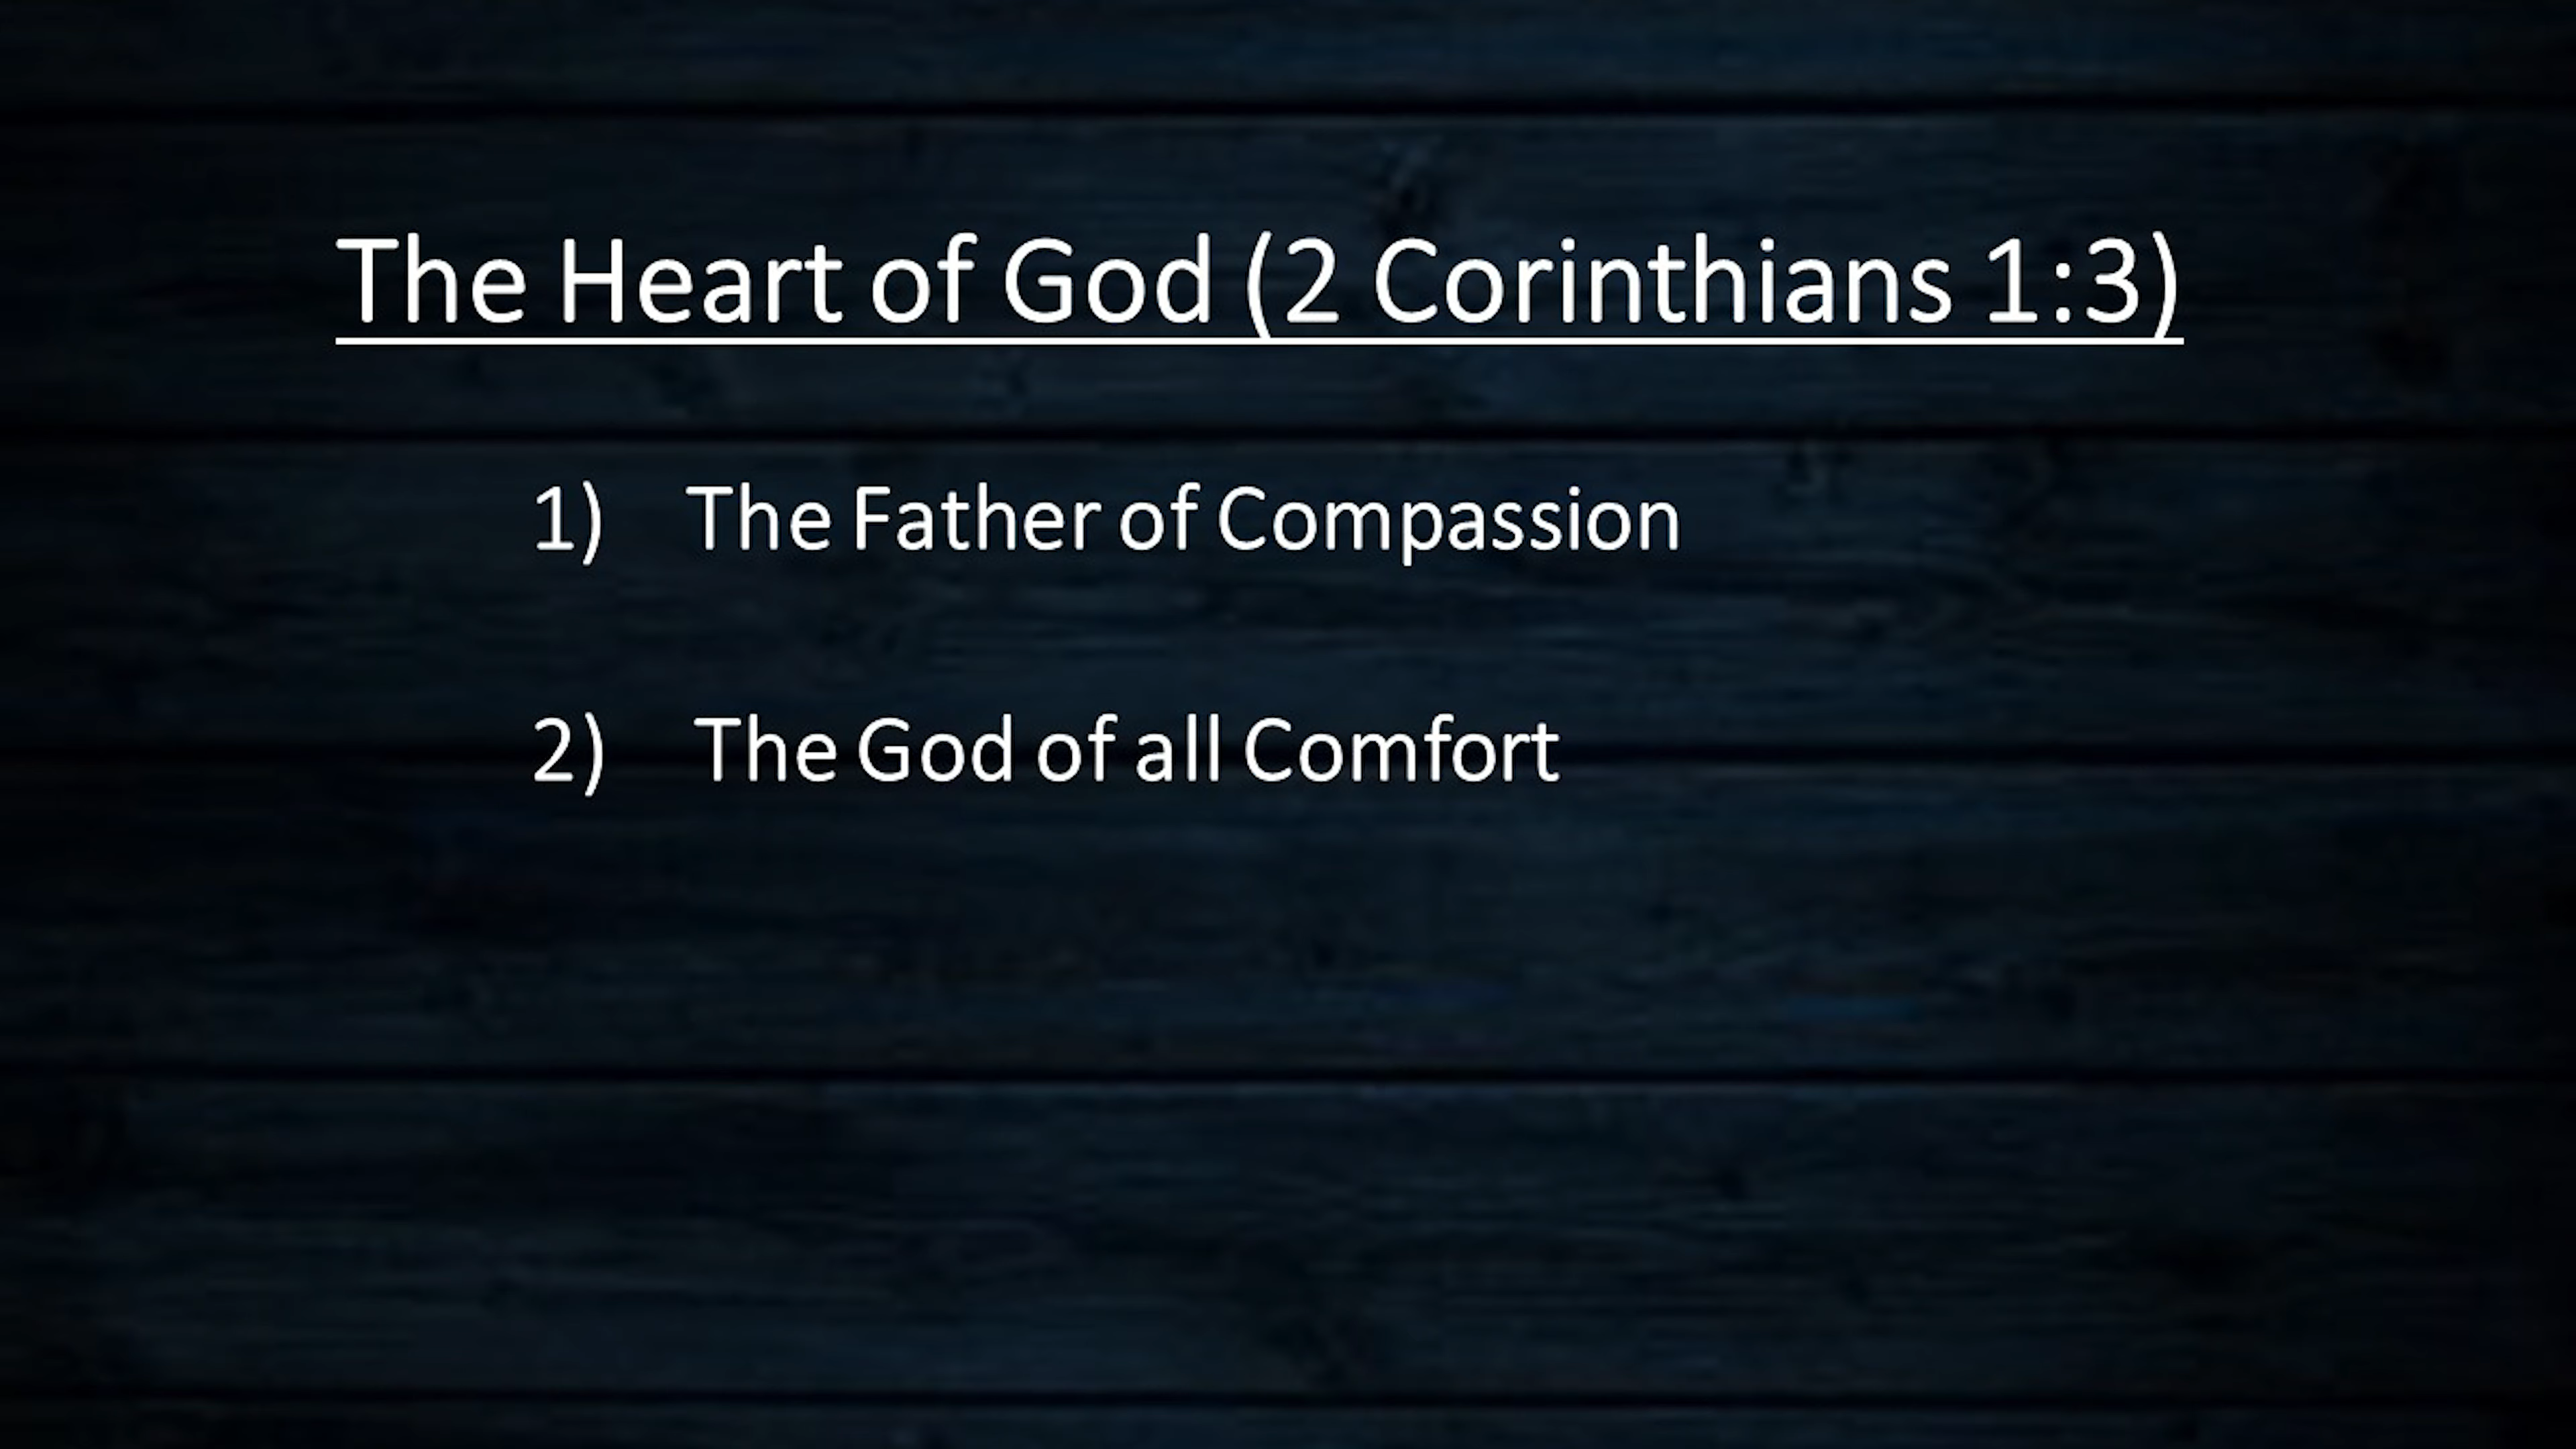 The Heart of God (2 Corinthians 1:3)
1) The Father of Compassion
2) The God of all Comfort